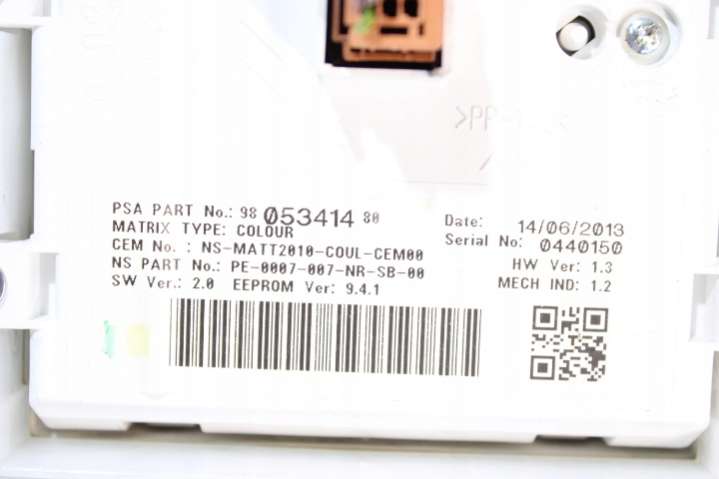 PSA PART No.: 98 053414 80
MATRIX TYPE: COLOUR
CEM No. : NS-MATT2010-COUL-CEM00
NS PART No.: PE-0007-007-NR-SB-00
SW Ver.: 2.0 EEPROM Ver: 9.4.1
Date: 14/06/2013
Serial No: 0440150
HW Ver: 1.3
MECH IND: 1.2